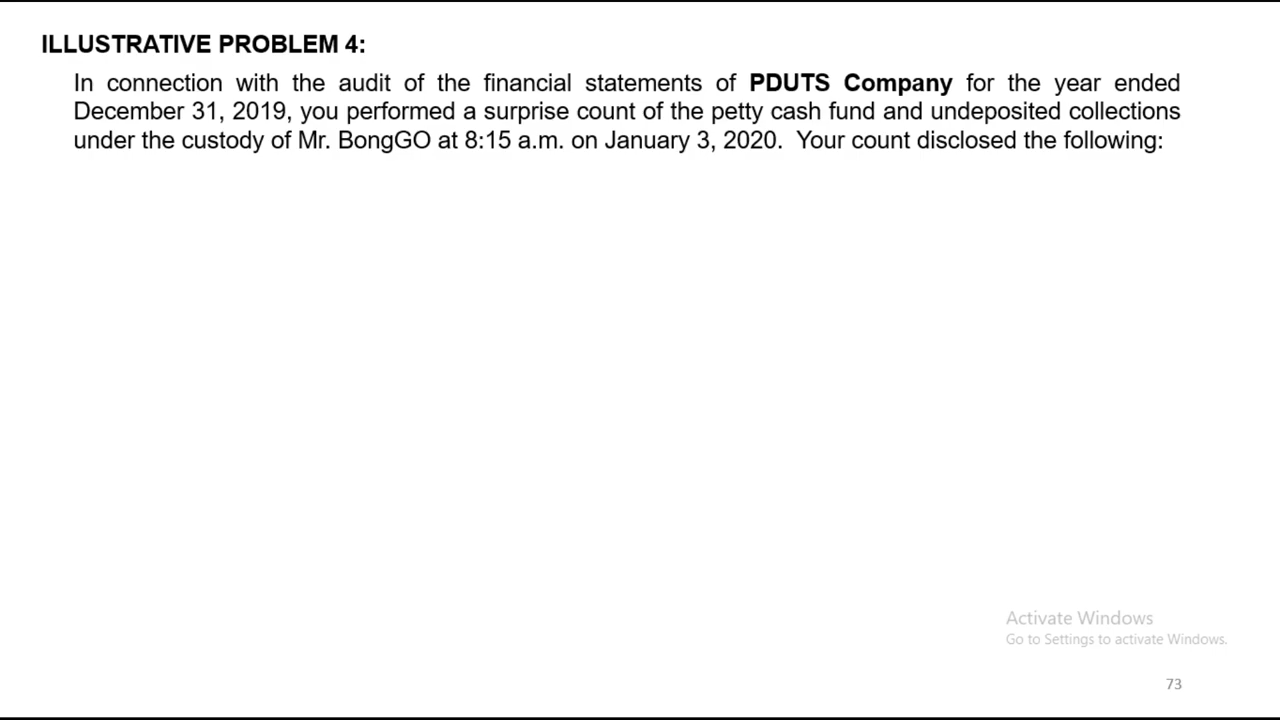 ILLUSTRATIVE PROBLEM 4:
In connection with the audit of the financial statements of PDUTS Company for the year ended
December 31, 2019, you performed a surprise count of the petty cash fund and undeposited collections
under the custody of Mr. BongGO at 8:15 a.m. on January 3, 2020. Your count disclosed the following:
Activate Windows
Go to Settings to activate Windows.
73